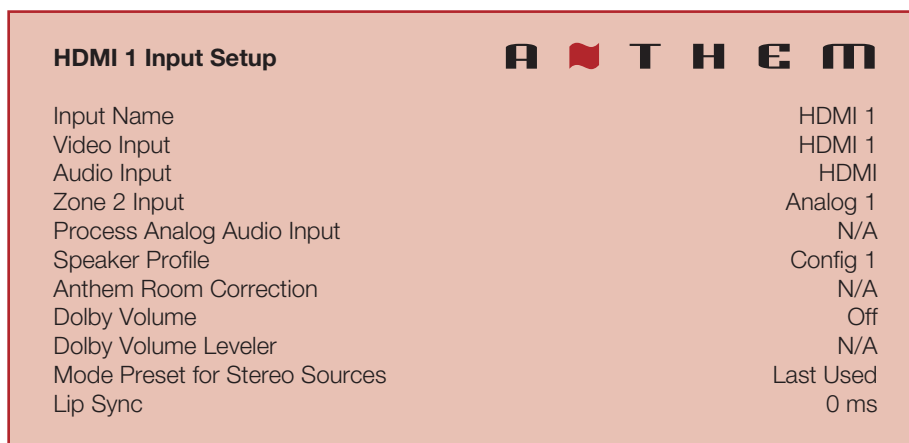 HDMI 1 Input Setup ANTHEM
Input Name HDMI 1
Video Input HDMI 1
Audio Input HDMI
Zone 2 Input Analog 1
Process Analog Audio Input N/A
Speaker Profile Config 1
Anthem Room Correction N/A
Dolby Volume Off
Dolby Volume Leveler N/A
Mode Preset for Stereo Sources Last Used
Lip Sync 0 ms